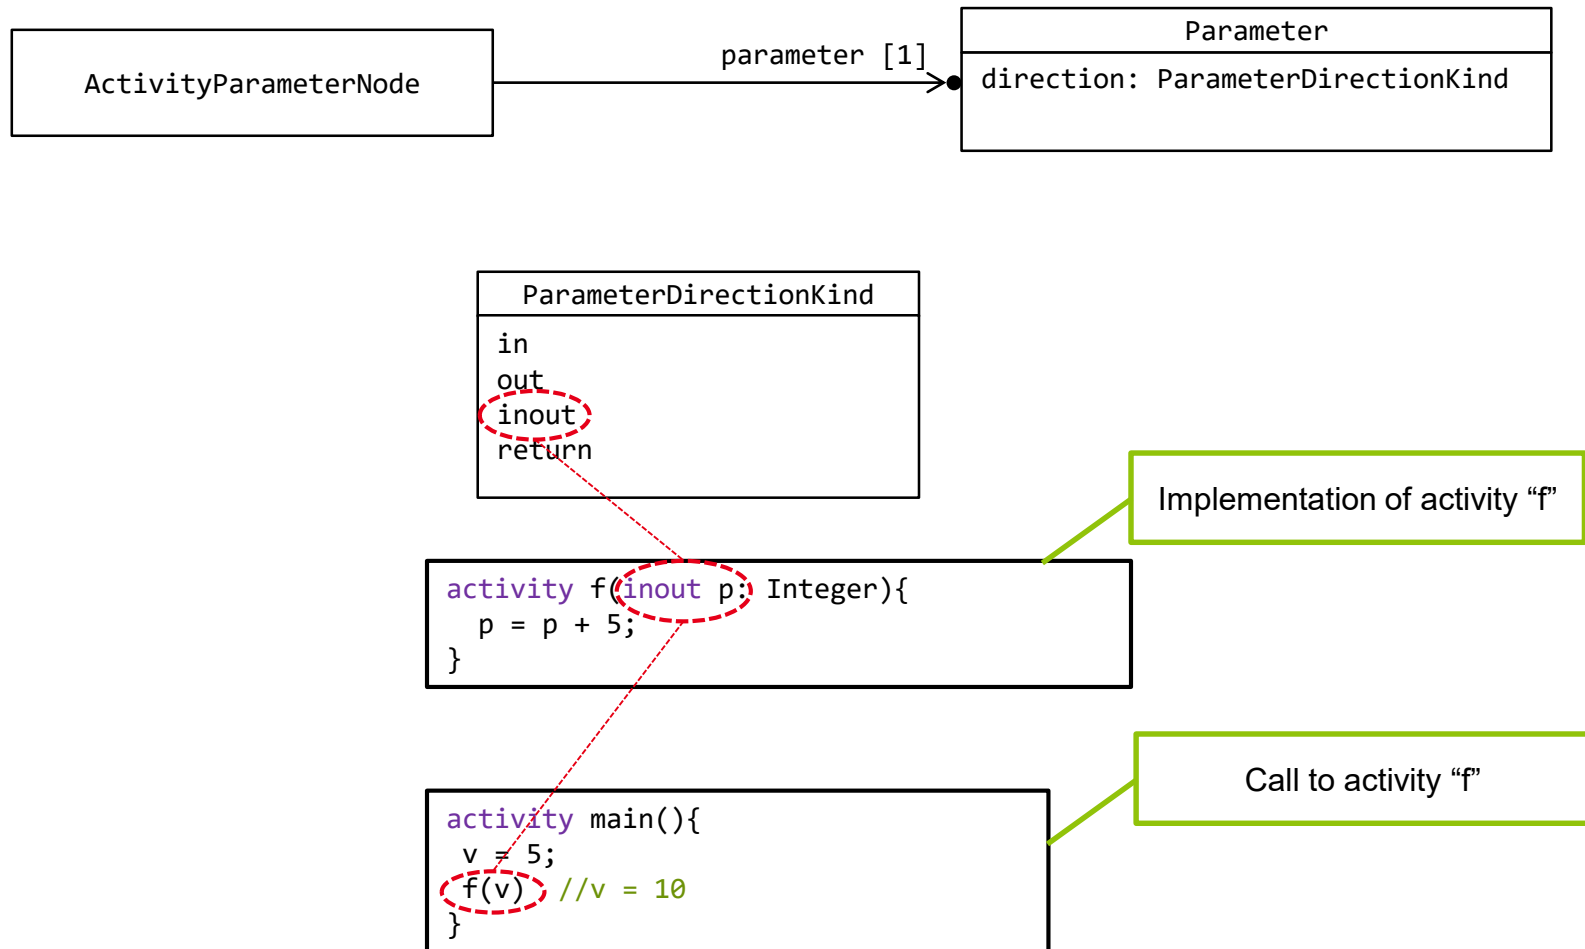 ActivityParameterNode
parameter [1]
Parameter
direction: ParameterDirectionKind
ParameterDirectionKind
in
out
inout
return
Implementation of activity “f”
activity f(inout p: Integer){
p = p + 5;
}
Call to activity “f”
activity main(){
v = 5;
f(v) //v = 10
}